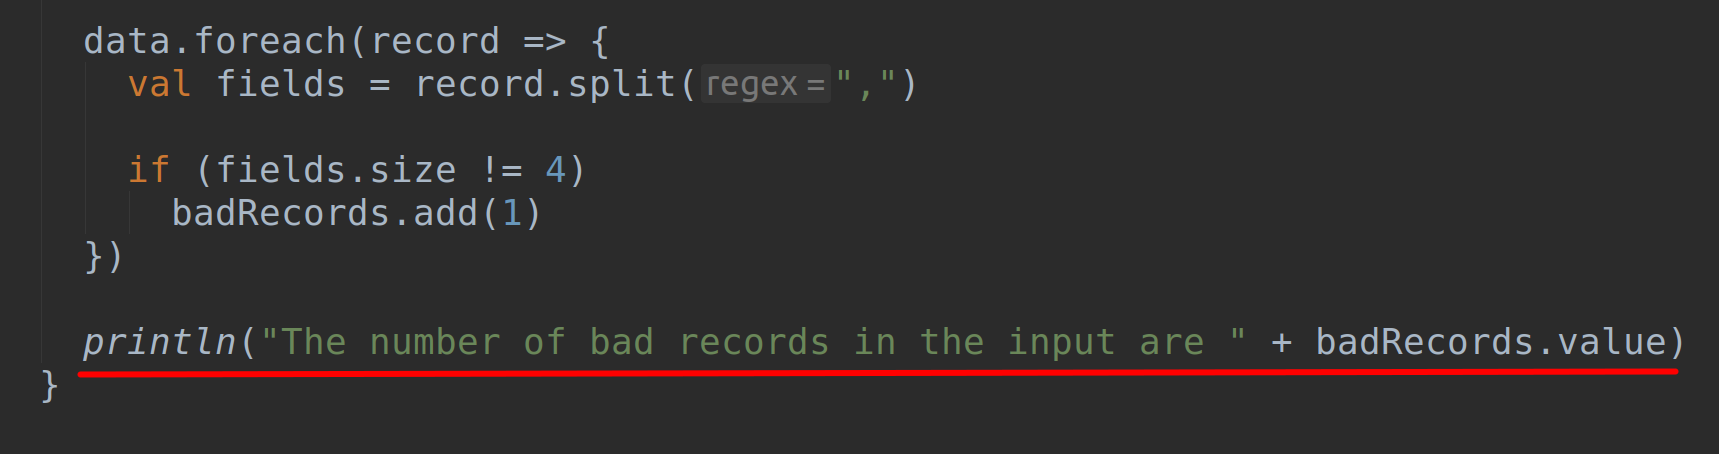 data.foreach(record => {
val fields = record.split(regex = ",")
if (fields.size != 4)
badRecords.add(1)
})
println("The number of bad records in the input are " + badRecords.value)
}